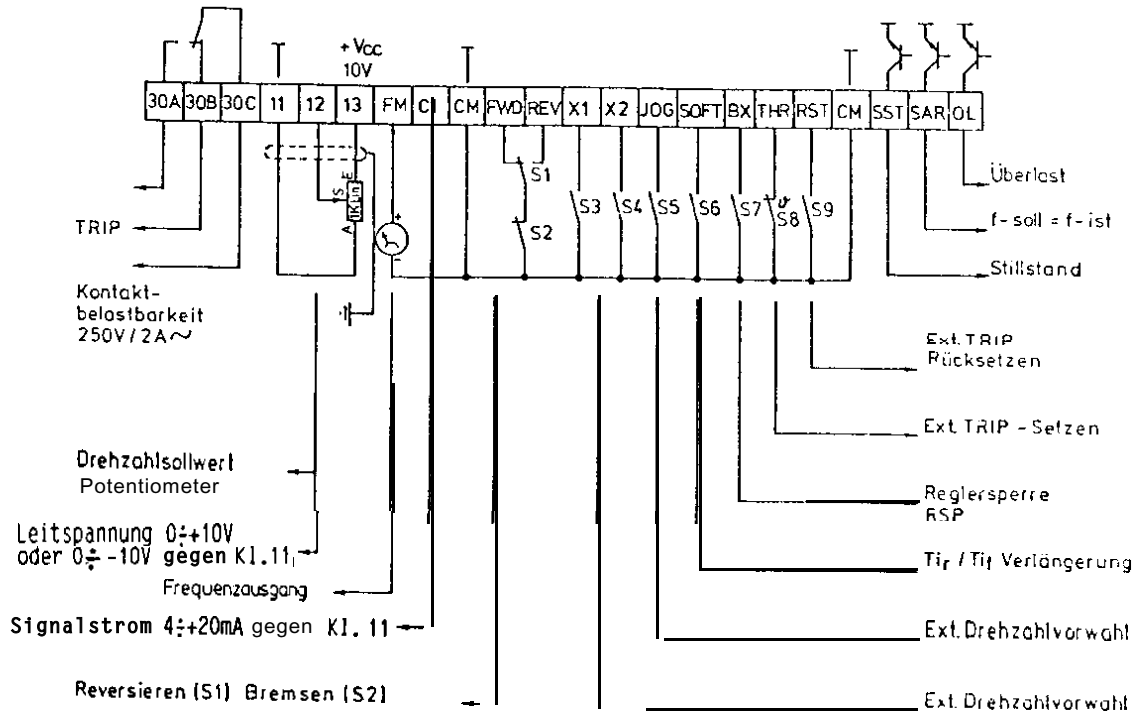 + Vcc
10V
30A 30B 30C 11 12 13 FM C1 CM FWD REV X1 X2 JOG SOFT BX THR RST CM SST SAR OL
E
S
1K Lin
A
+
-
S1
S2
S3 S4 S5 S6 S7 S8 S9
ϑ
TRIP
Kontakt-
belastbarkeit
250V/2A~
Überlast
f-soll = f-ist
Stillstand
Ext. TRIP
Rücksetzen
Ext. TRIP - Setzen
Drehzahlsollwert
Potentiometer
Reglersperre
RSP
Leitspannung 0÷+10V
oder 0÷-10V gegen Kl.11
Tir / Tif Verlängerung
Frequenzausgang
Signalstrom 4÷+20mA gegen Kl. 11
Ext. Drehzahlvorwahl
Reversieren (S1) Bremsen (S2)
Ext. Drehzahlvorwahl